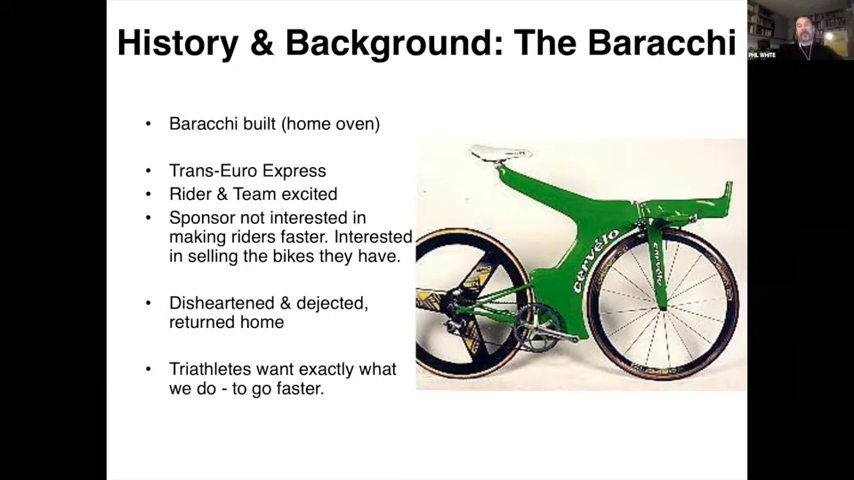 History & Background: The Baracchi
PHIL WHITE
• Baracchi built (home oven)
• Trans-Euro Express
• Rider & Team excited
• Sponsor not interested in
making riders faster. Interested
in selling the bikes they have.
• Disheartened & dejected,
returned home
• Triathletes want exactly what
we do - to go faster.
cervélo
cervélo